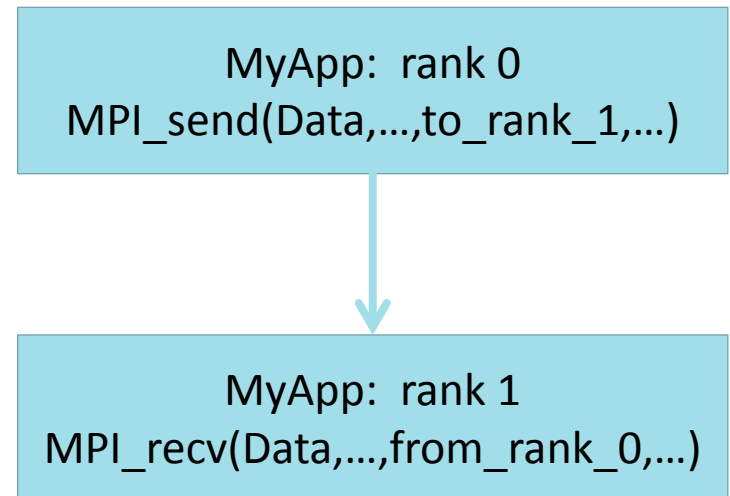 MyApp: rank 0
MPI_send(Data,…,to_rank_1,…)
MyApp: rank 1
MPI_recv(Data,…,from_rank_0,…)